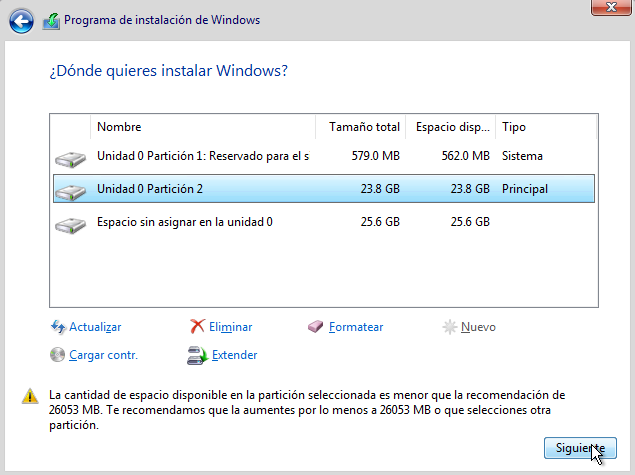 Programa de instalación de Windows
¿Dónde quieres instalar Windows?
Nombre Tamaño total Espacio disp... Tipo
Unidad 0 Partición 1: Reservado para el s 579.0 MB 562.0 MB Sistema
Unidad 0 Partición 2 23.8 GB 23.8 GB Principal
Espacio sin asignar en la unidad 0 25.6 GB 25.6 GB
Actualizar Eliminar Formatear Nuevo
Cargar contr. Extender
La cantidad de espacio disponible en la partición seleccionada es menor que la recomendación de
26053 MB. Te recomendamos que la aumentes por lo menos a 26053 MB o que selecciones otra
partición.
Siguiente